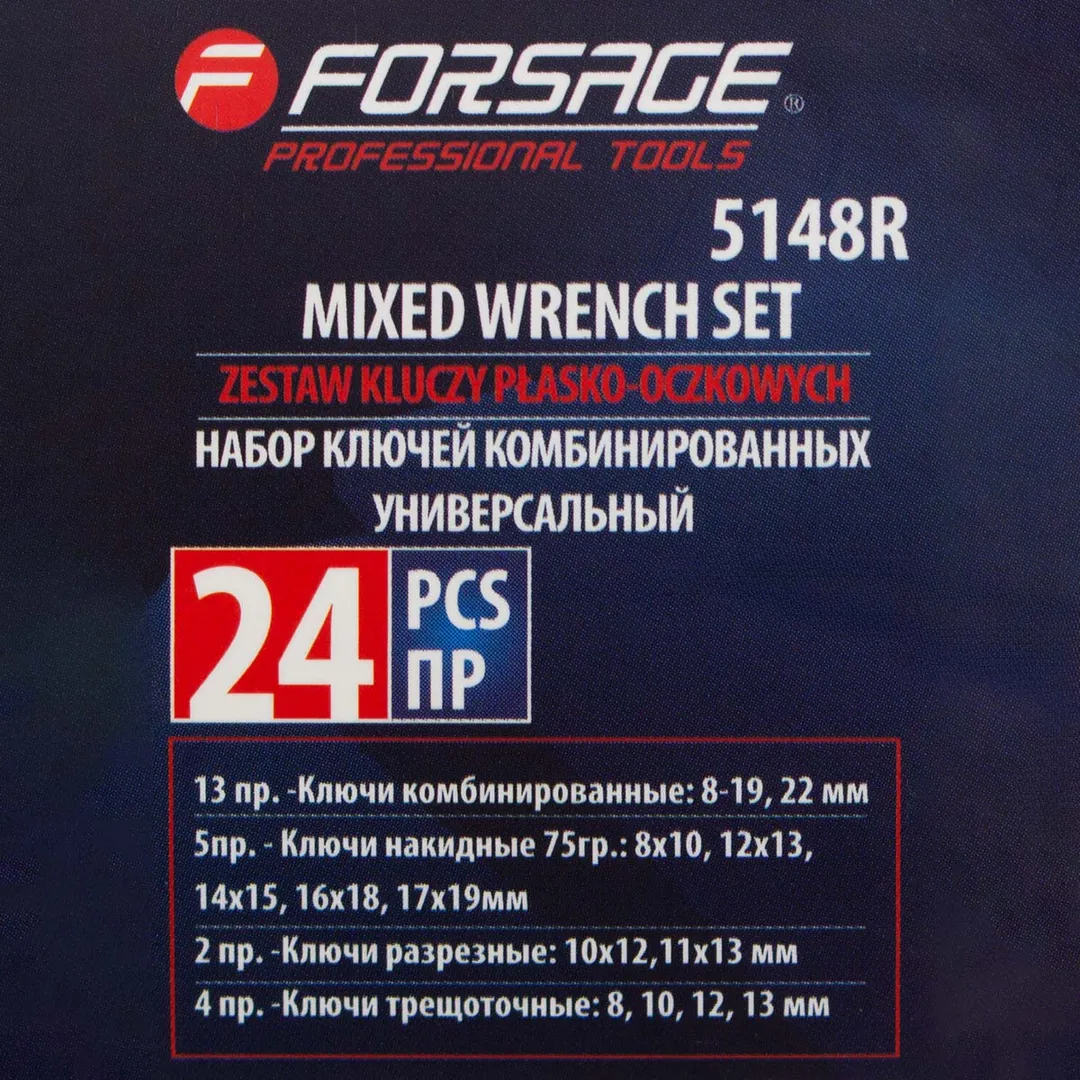 F FORSAGE ®
PROFESSIONAL TOOLS
5148R
MIXED WRENCH SET
ZESTAW KLUCZY PŁASKO-OCZKOWYCH
НАБОР КЛЮЧЕЙ КОМБИНИРОВАННЫХ
УНИВЕРСАЛЬНЫЙ
24 PCS
ПР
13 пр. -Ключи комбинированные: 8-19, 22 мм
5пр. - Ключи накидные 75гр.: 8х10, 12х13,
14х15, 16х18, 17х19мм
2 пр. -Ключи разрезные: 10х12,11х13 мм
4 пр. -Ключи трещоточные: 8, 10, 12, 13 мм